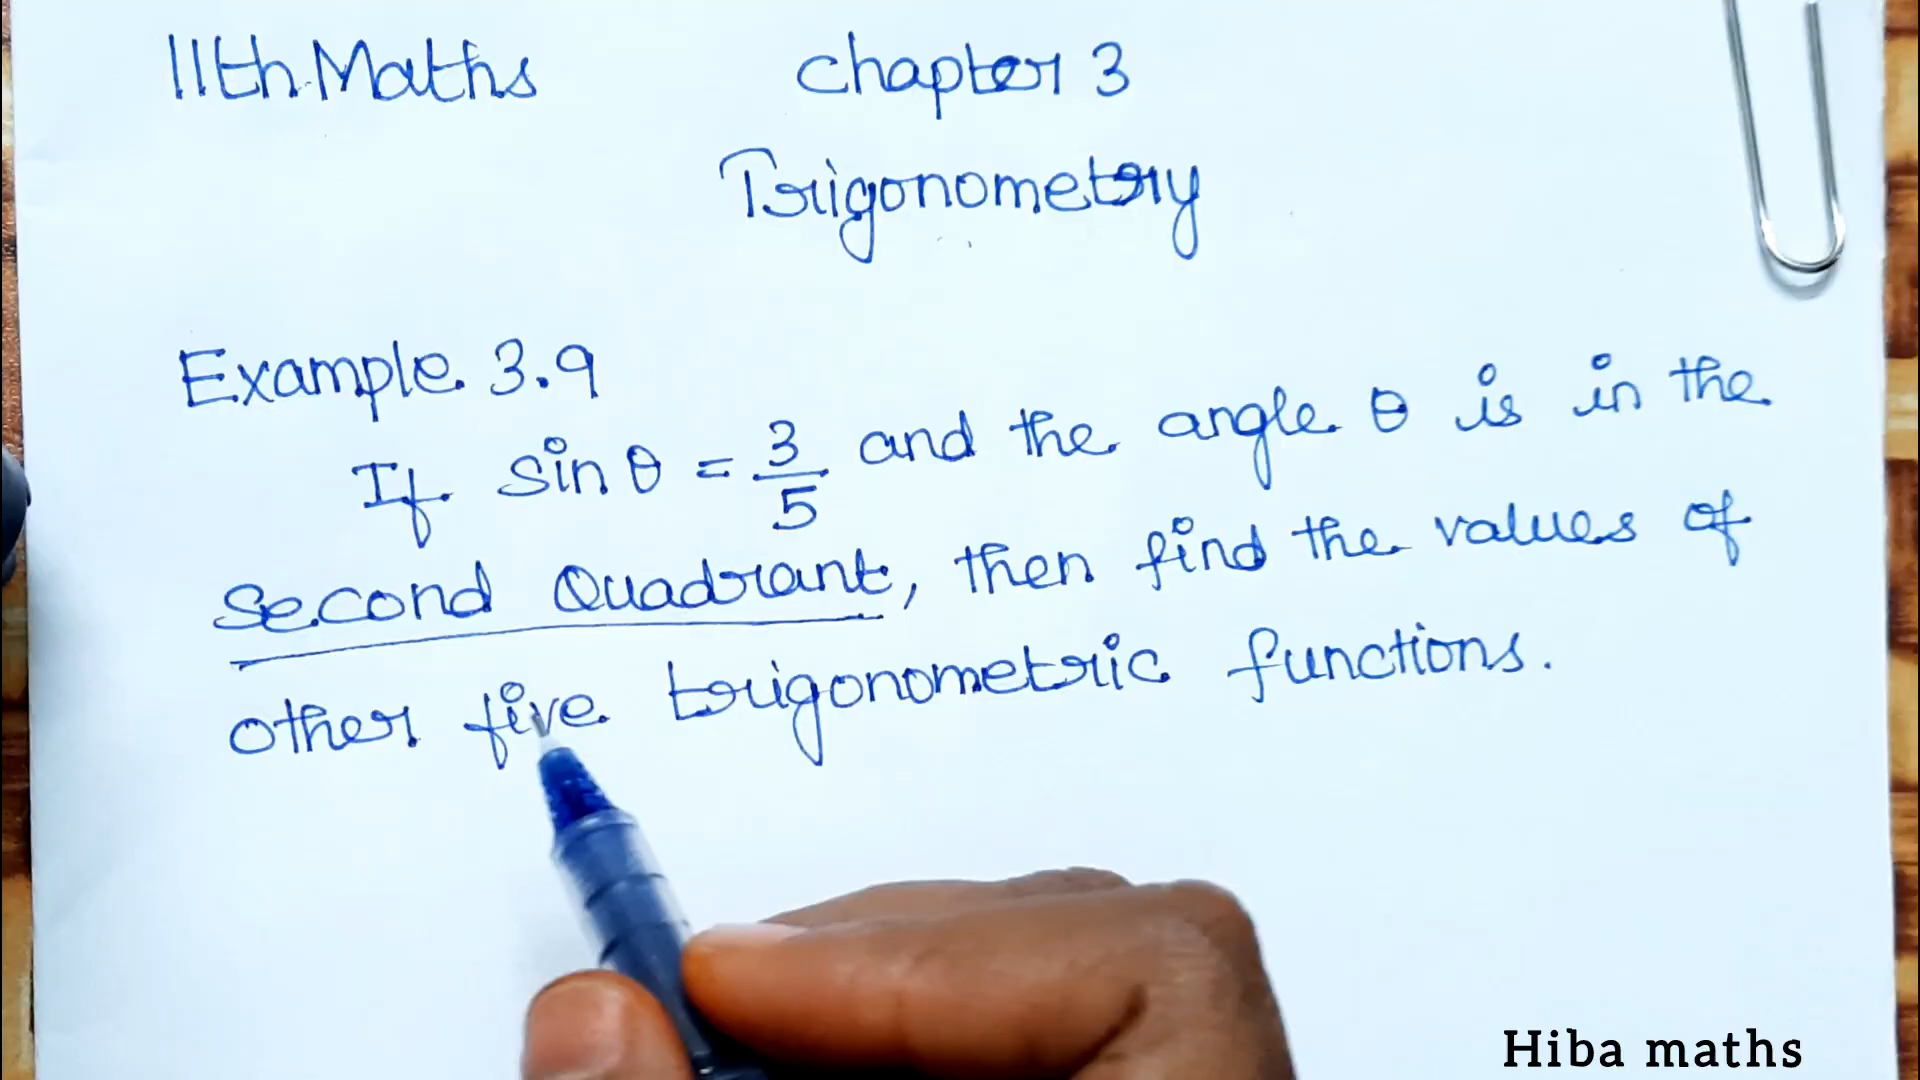 11th Maths chapter 3
Trigonometry
Example 3.9
If sin θ = 3/5 and the angle θ is in the
second Quadrant, then find the values of
other five trigonometric functions.
Hiba maths